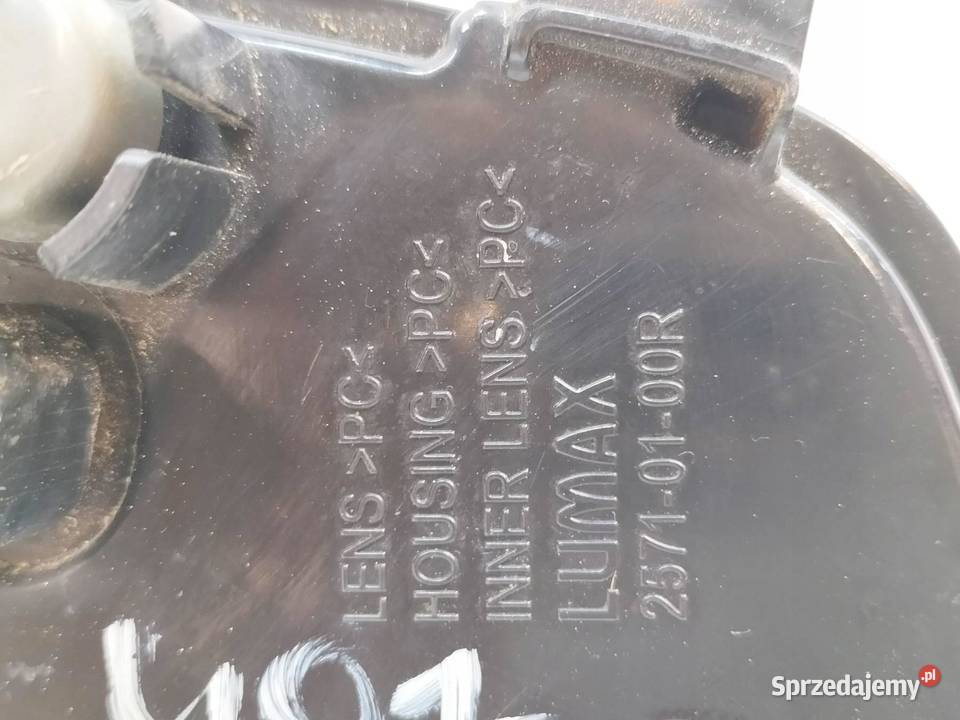 LENS >PC<
HOUSING >PC<
INNER LENS >PC<
LUMAX
2571-01-00R
Sprzedajemy.pl